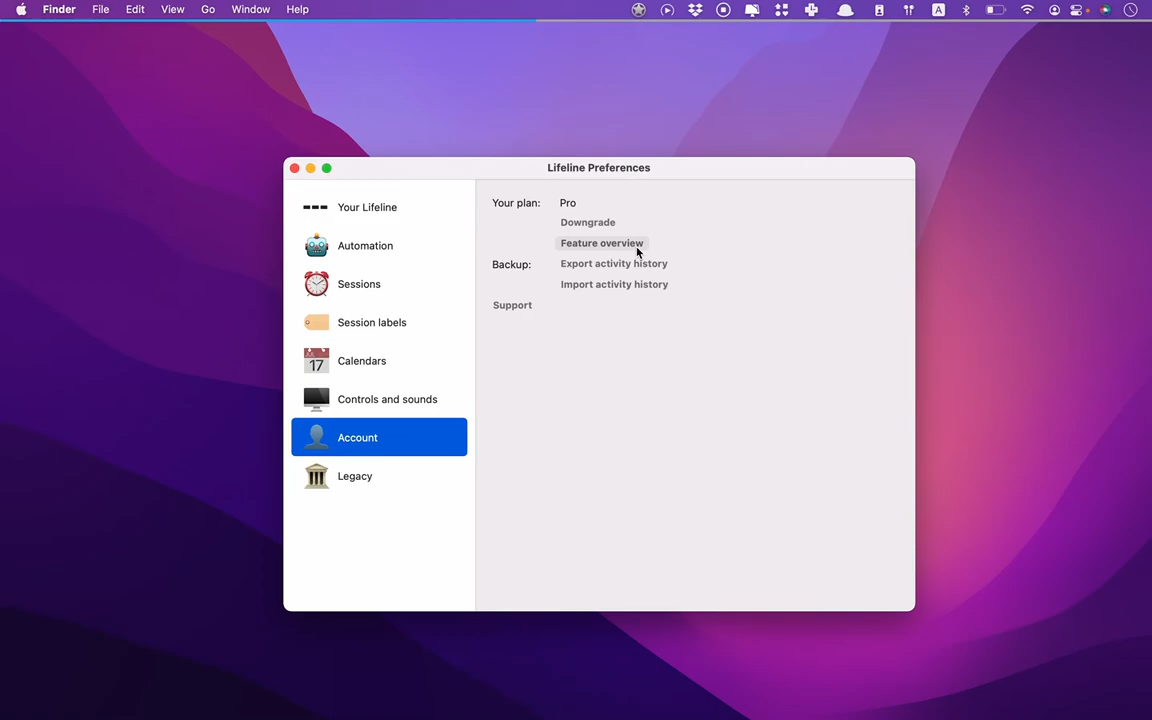 Finder File Edit View Go Window Help A
Lifeline Preferences
Your Lifeline
Automation
Sessions
Session labels
17 Calendars
Controls and sounds
Account
Legacy
Your plan: Pro
Downgrade
Feature overview
Backup: Export activity history
Import activity history
Support